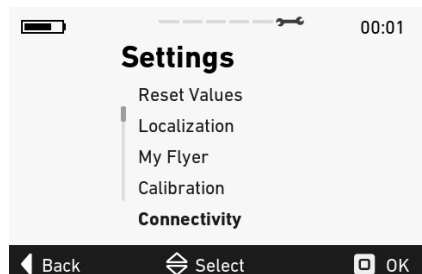 00:01
Settings
Reset Values
Localization
My Flyer
Calibration
Connectivity
Back Select OK